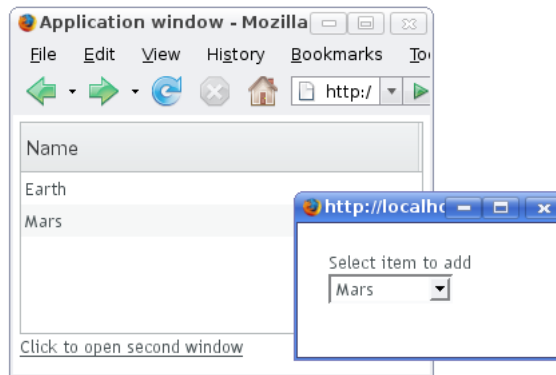 Application window - Mozilla
File Edit View History Bookmarks
http:/
Name
Earth
Mars
Click to open second window
http://localho
Select item to add
Mars